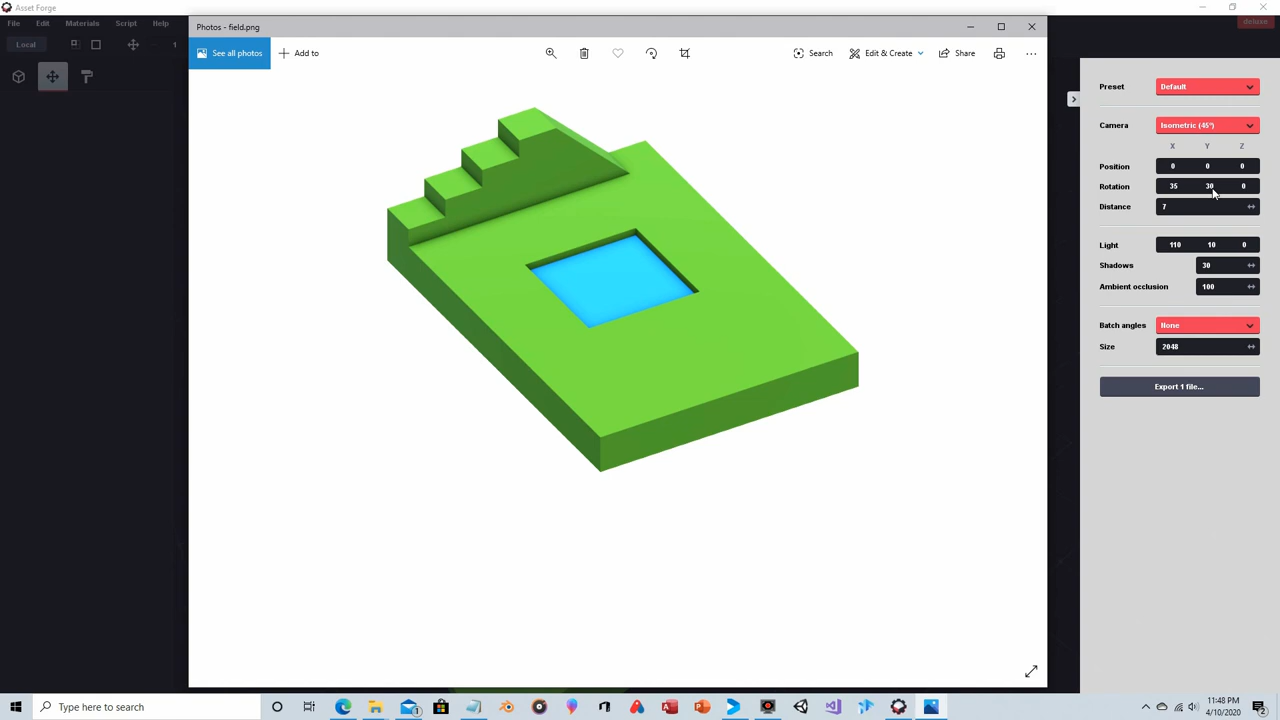 Asset Forge
File Edit Materials Script Help
deluxe
Local
1
Photos - field.png
See all photos
Add to
Search
Edit & Create
Share
Preset
Default
Camera
Isometric (45°)
X Y Z
Position
0 0 0
Rotation
35 30 0
Distance
7
Light
110 10 0
Shadows
30
Ambient occlusion
100
Batch angles
None
Size
2048
Export 1 file...
Type here to search
11:48 PM
4/10/2020